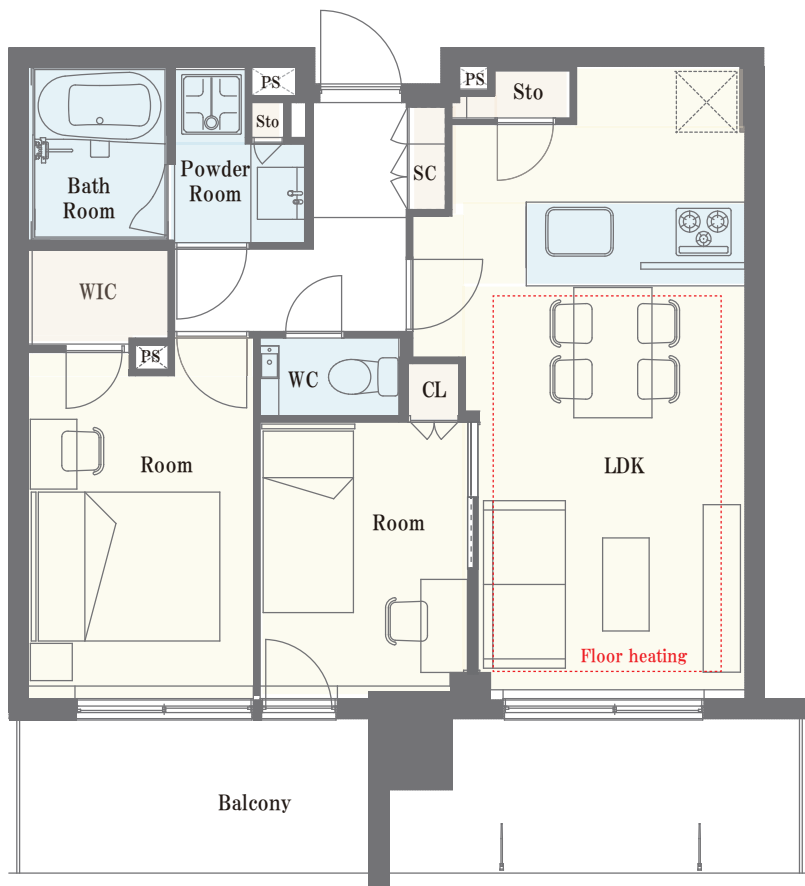 PS
PS
Sto
Sto
Bath
Room
Powder
Room
SC
WIC
PS
WC
CL
Room
Room
LDK
Floor heating
Balcony